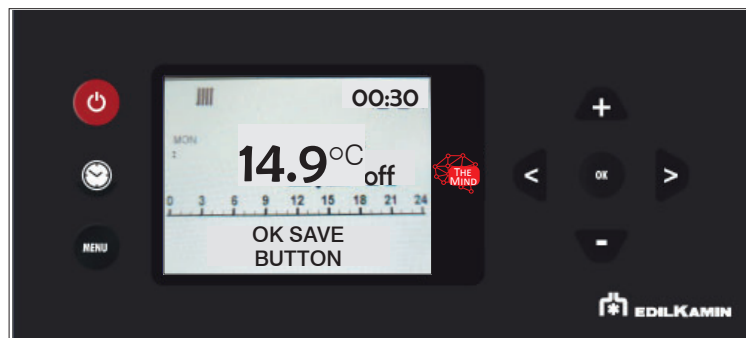 00:30
MON
14.9°C
off
0 3 6 9 12 15 18 21 24
OK SAVE
BUTTON
MENU
THE
MIND
+
< OK >
-
EDILKAMIN